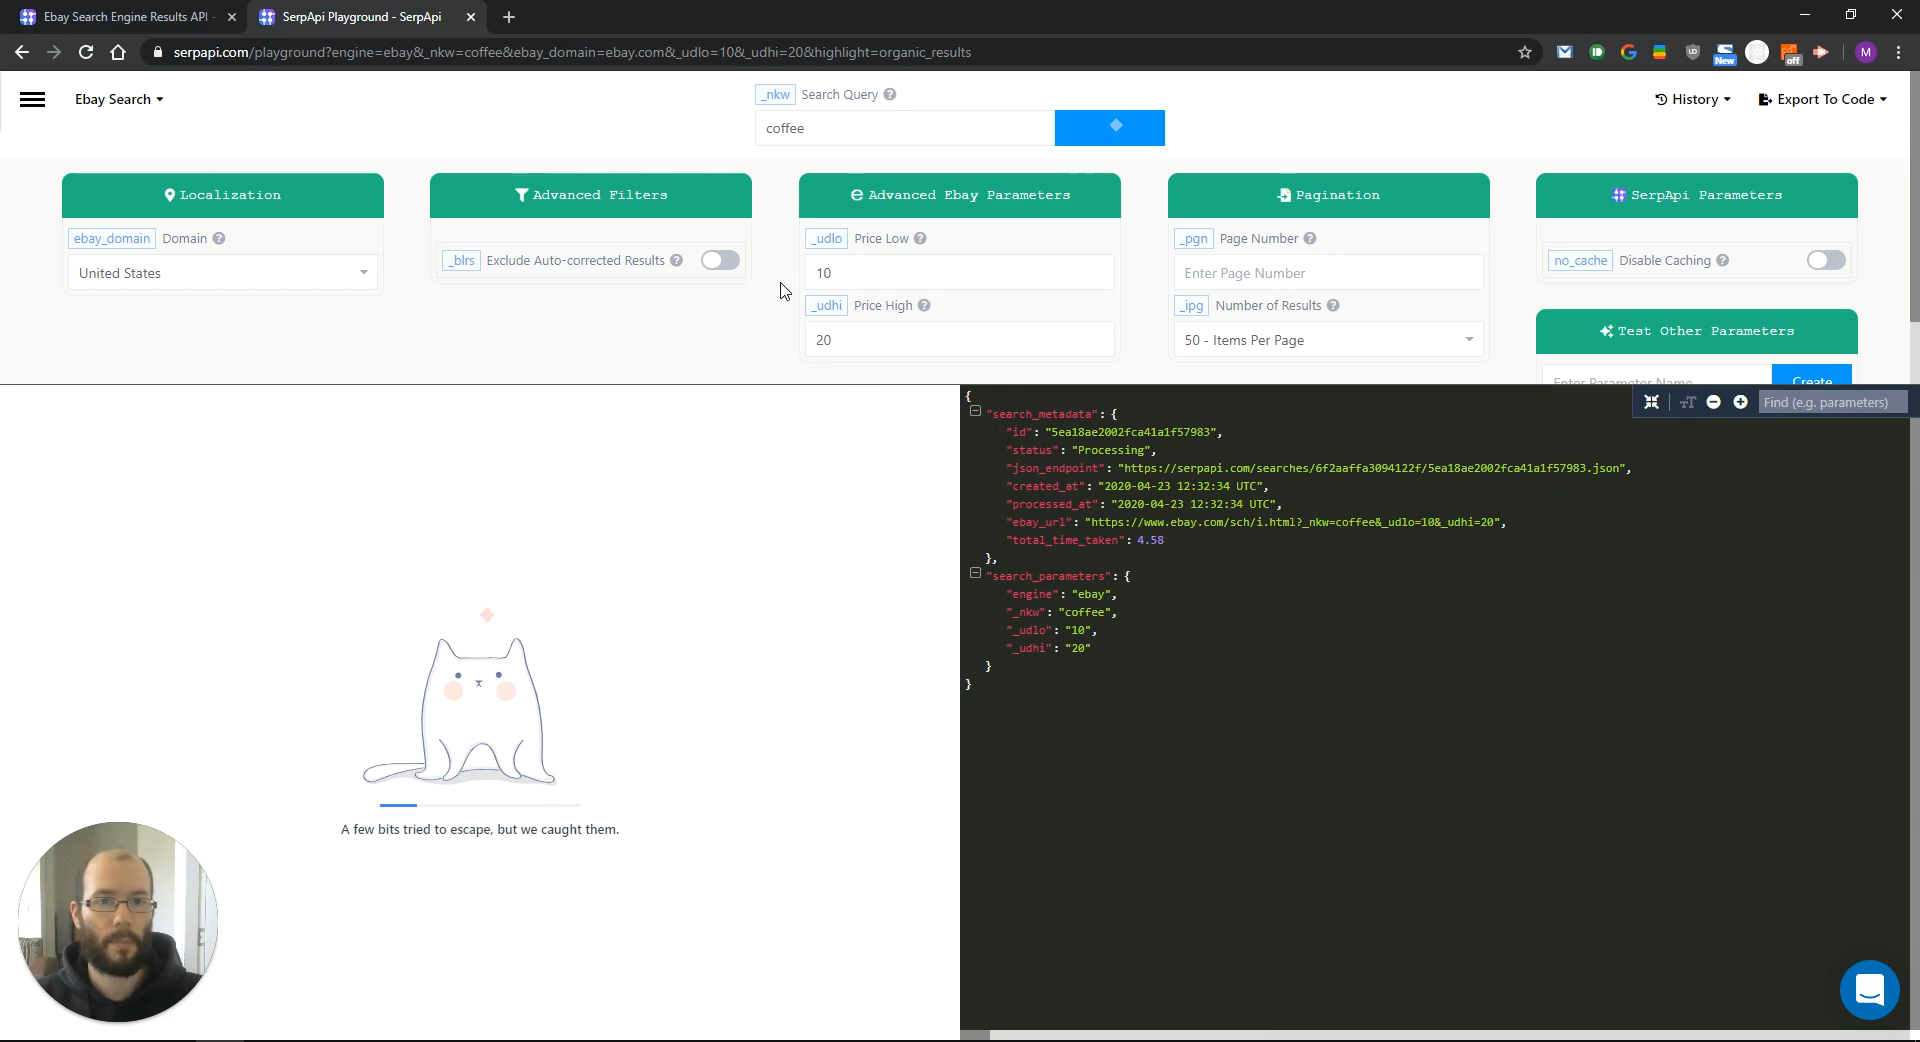 Ebay Search Engine Results API -
SerpApi Playground - SerpApi
serpapi.com/playground?engine=ebay&_nkw=coffee&ebay_domain=ebay.com&_udlo=10&_udhi=20&highlight=organic_results
New
off
M
Ebay Search
_nkw Search Query
coffee
History
Export To Code
Localization
ebay_domain Domain
United States
Advanced Filters
_blrs Exclude Auto-corrected Results
Advanced Ebay Parameters
_udlo Price Low
10
_udhi Price High
20
Pagination
_pgn Page Number
Enter Page Number
_ipg Number of Results
50 - Items Per Page
SerpApi Parameters
no_cache Disable Caching
Test Other Parameters
Enter Parameter Name
Create
Find (e.g. parameters)
{
"search_metadata": {
"id": "5ea18ae2002fca41a1f57983",
"status": "Processing",
"json_endpoint": "https://serpapi.com/searches/6f2aaffa3094122f/5ea18ae2002fca41a1f57983.json",
"created_at": "2020-04-23 12:32:34 UTC",
"processed_at": "2020-04-23 12:32:34 UTC",
"ebay_url": "https://www.ebay.com/sch/i.html?_nkw=coffee&_udlo=10&_udhi=20",
"total_time_taken": 4.58
},
"search_parameters": {
"engine": "ebay",
"_nkw": "coffee",
"_udlo": "10",
"_udhi": "20"
}
}
A few bits tried to escape, but we caught them.